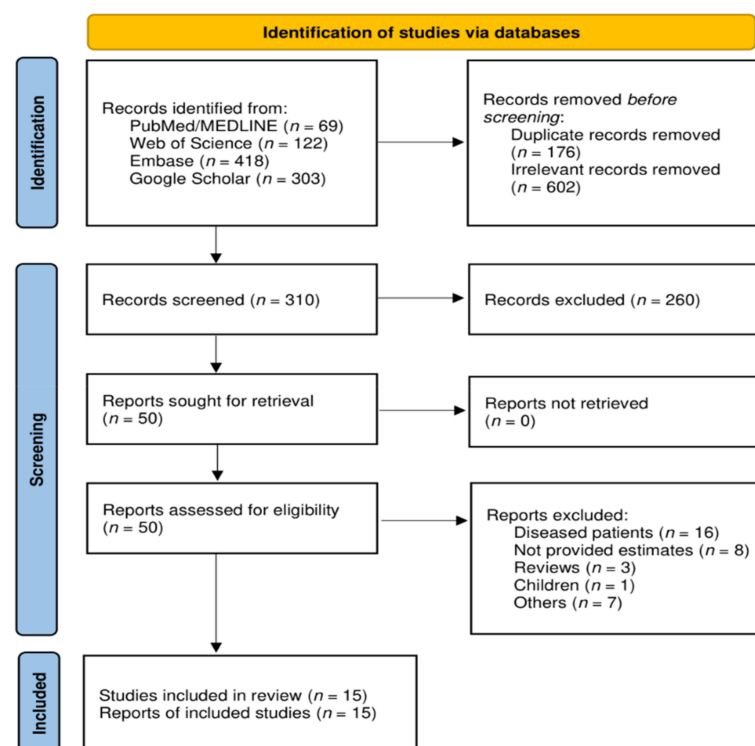 Identification of studies via databases
Identification
Records identified from:
PubMed/MEDLINE (n = 69)
Web of Science (n = 122)
Embase (n = 418)
Google Scholar (n = 303)
Records removed before
screening:
Duplicate records removed
(n = 176)
Irrelevant records removed
(n = 602)
Screening
Records screened (n = 310)
Records excluded (n = 260)
Reports sought for retrieval
(n = 50)
Reports not retrieved
(n = 0)
Reports assessed for eligibility
(n = 50)
Reports excluded:
Diseased patients (n = 16)
Not provided estimates (n = 8)
Reviews (n = 3)
Children (n = 1)
Others (n = 7)
Included
Studies included in review (n = 15)
Reports of included studies (n = 15)